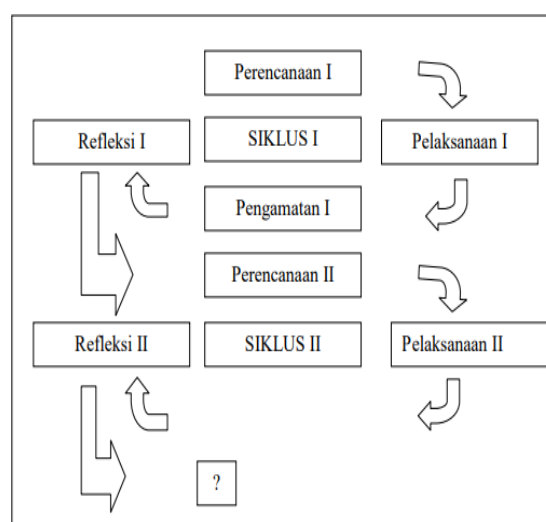 Perencanaan I
Refleksi I
SIKLUS I
Pelaksanaan I
Pengamatan I
Perencanaan II
Refleksi II
SIKLUS II
Pelaksanaan II
?